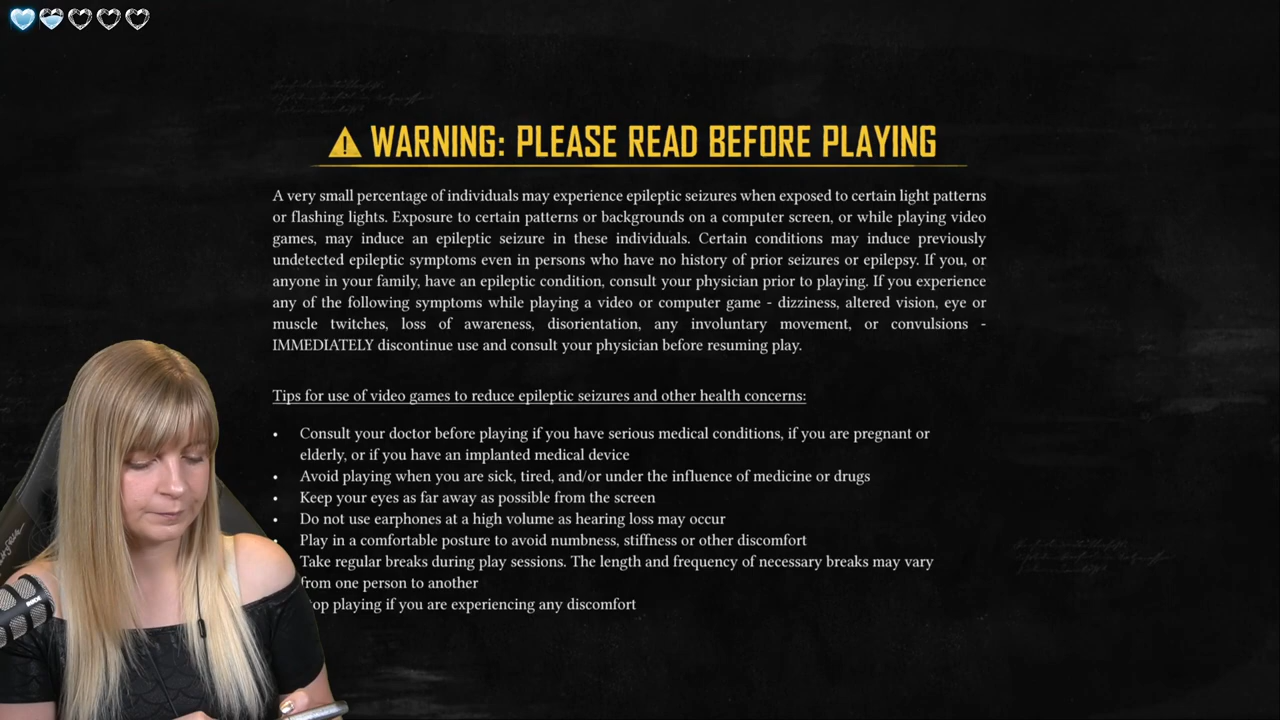 WARNING: PLEASE READ BEFORE PLAYING
A very small percentage of individuals may experience epileptic seizures when exposed to certain light patterns
or flashing lights. Exposure to certain patterns or backgrounds on a computer screen, or while playing video
games, may induce an epileptic seizure in these individuals. Certain conditions may induce previously
undetected epileptic symptoms even in persons who have no history of prior seizures or epilepsy. If you, or
anyone in your family, have an epileptic condition, consult your physician prior to playing. If you experience
any of the following symptoms while playing a video or computer game - dizziness, altered vision, eye or
muscle twitches, loss of awareness, disorientation, any involuntary movement, or convulsions -
IMMEDIATELY discontinue use and consult your physician before resuming play.
Tips for use of video games to reduce epileptic seizures and other health concerns:
• Consult your doctor before playing if you have serious medical conditions, if you are pregnant or
elderly, or if you have an implanted medical device
• Avoid playing when you are sick, tired, and/or under the influence of medicine or drugs
• Keep your eyes as far away as possible from the screen
• Do not use earphones at a high volume as hearing loss may occur
• Play in a comfortable posture to avoid numbness, stiffness or other discomfort
Take regular breaks during play sessions. The length and frequency of necessary breaks may vary
from one person to another
playing if you are experiencing any discomfort